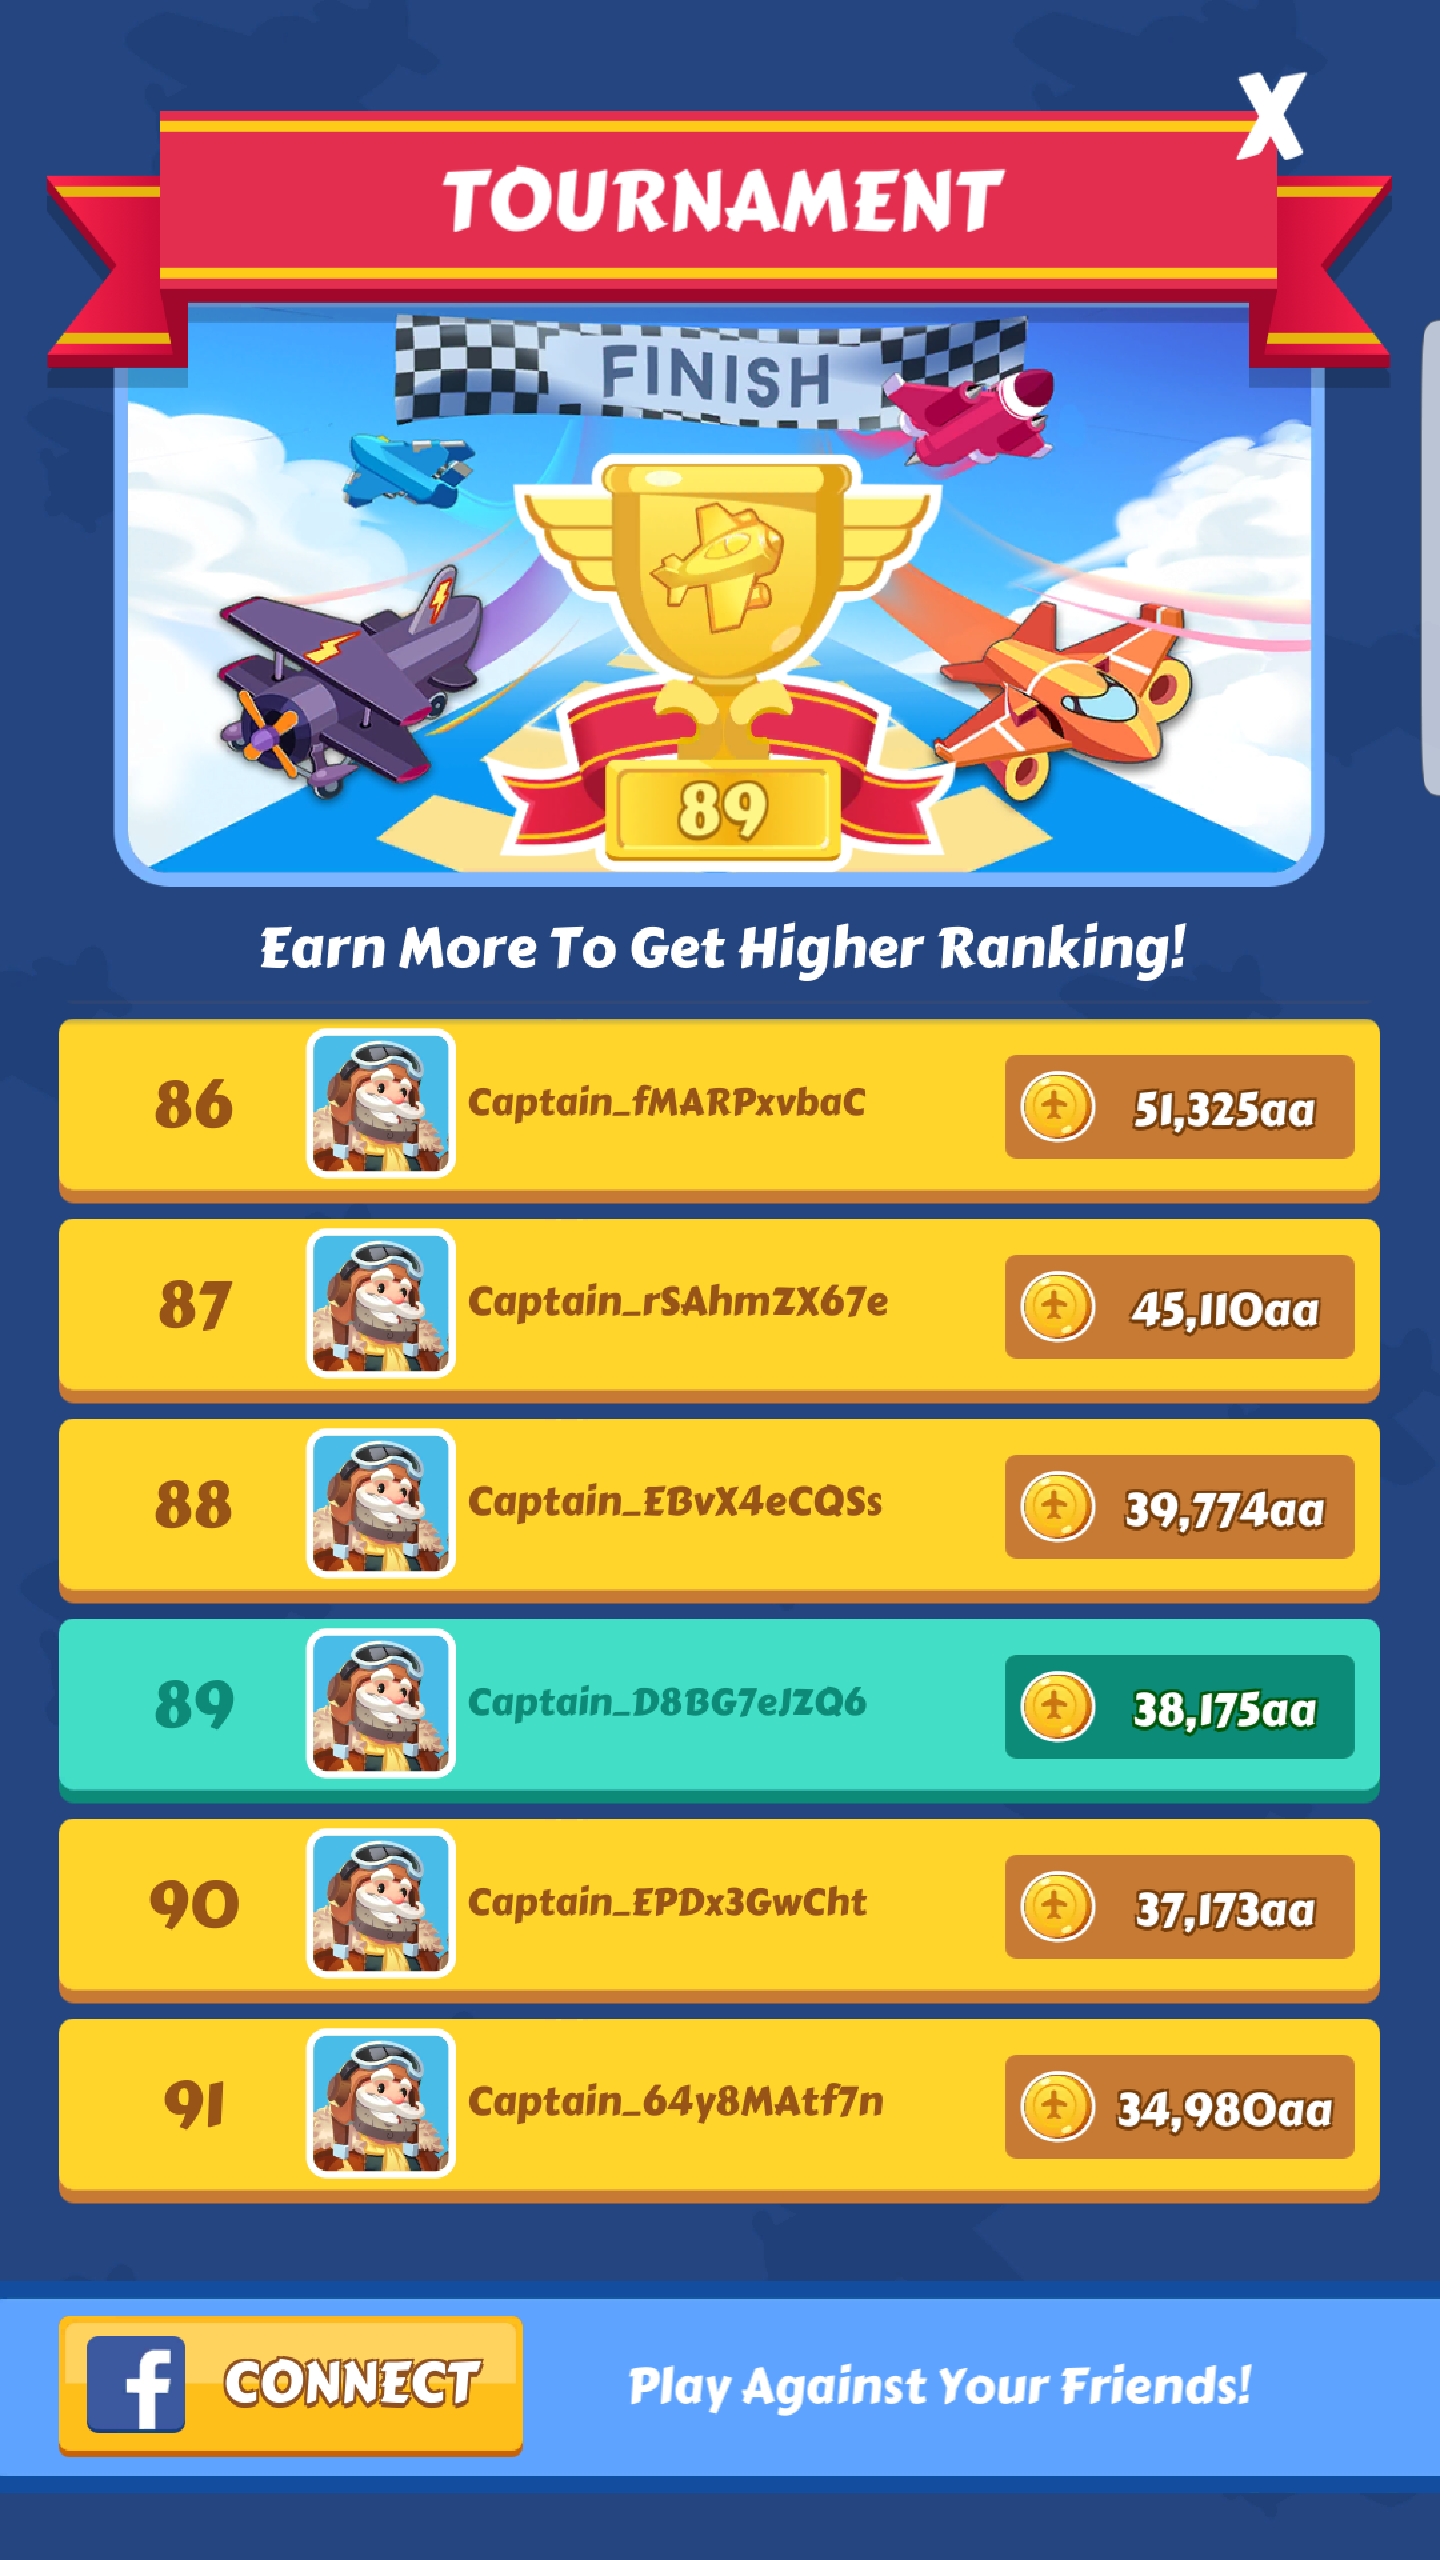 X
TOURNAMENT
FINISH
89
Earn More To Get Higher Ranking!
86 Captain_fMARPxvbaC 51,325aa
87 Captain_rSAhmZX67e 45,110aa
88 Captain_EBvX4eCQSs 39,774aa
89 Captain_D8BG7eJZQ6 38,175aa
90 Captain_EPDx3GwCht 37,173aa
91 Captain_64y8MAtf7n 34,980aa
f CONNECT Play Against Your Friends!